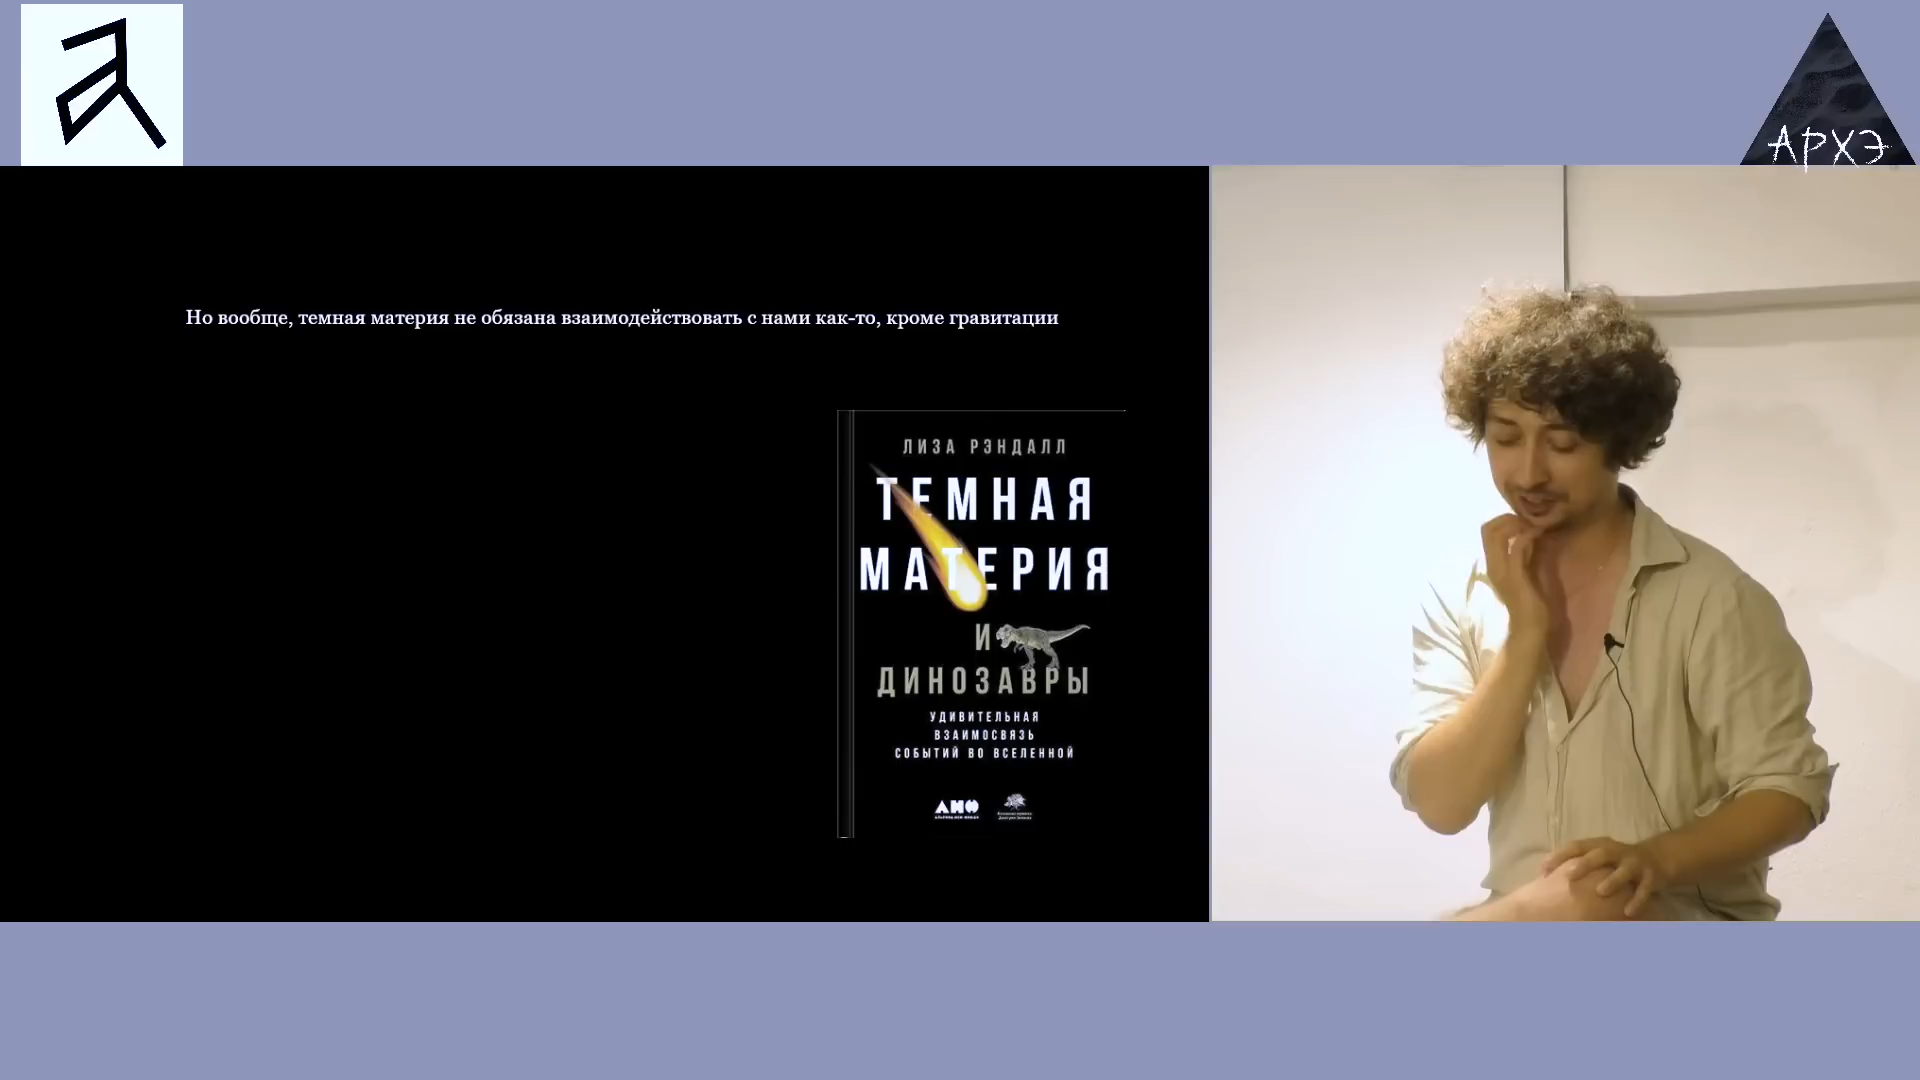 АРХЭ
Но вообще, темная материя не обязана взаимодействовать с нами как-то, кроме гравитации
ЛИЗА РЭНДАЛЛ
ТЕМНАЯ
МАТЕРИЯ
И
ДИНОЗАВРЫ
УДИВИТЕЛЬНАЯ
ВЗАИМОСВЯЗЬ
СОБЫТИЙ ВО ВСЕЛЕННОЙ